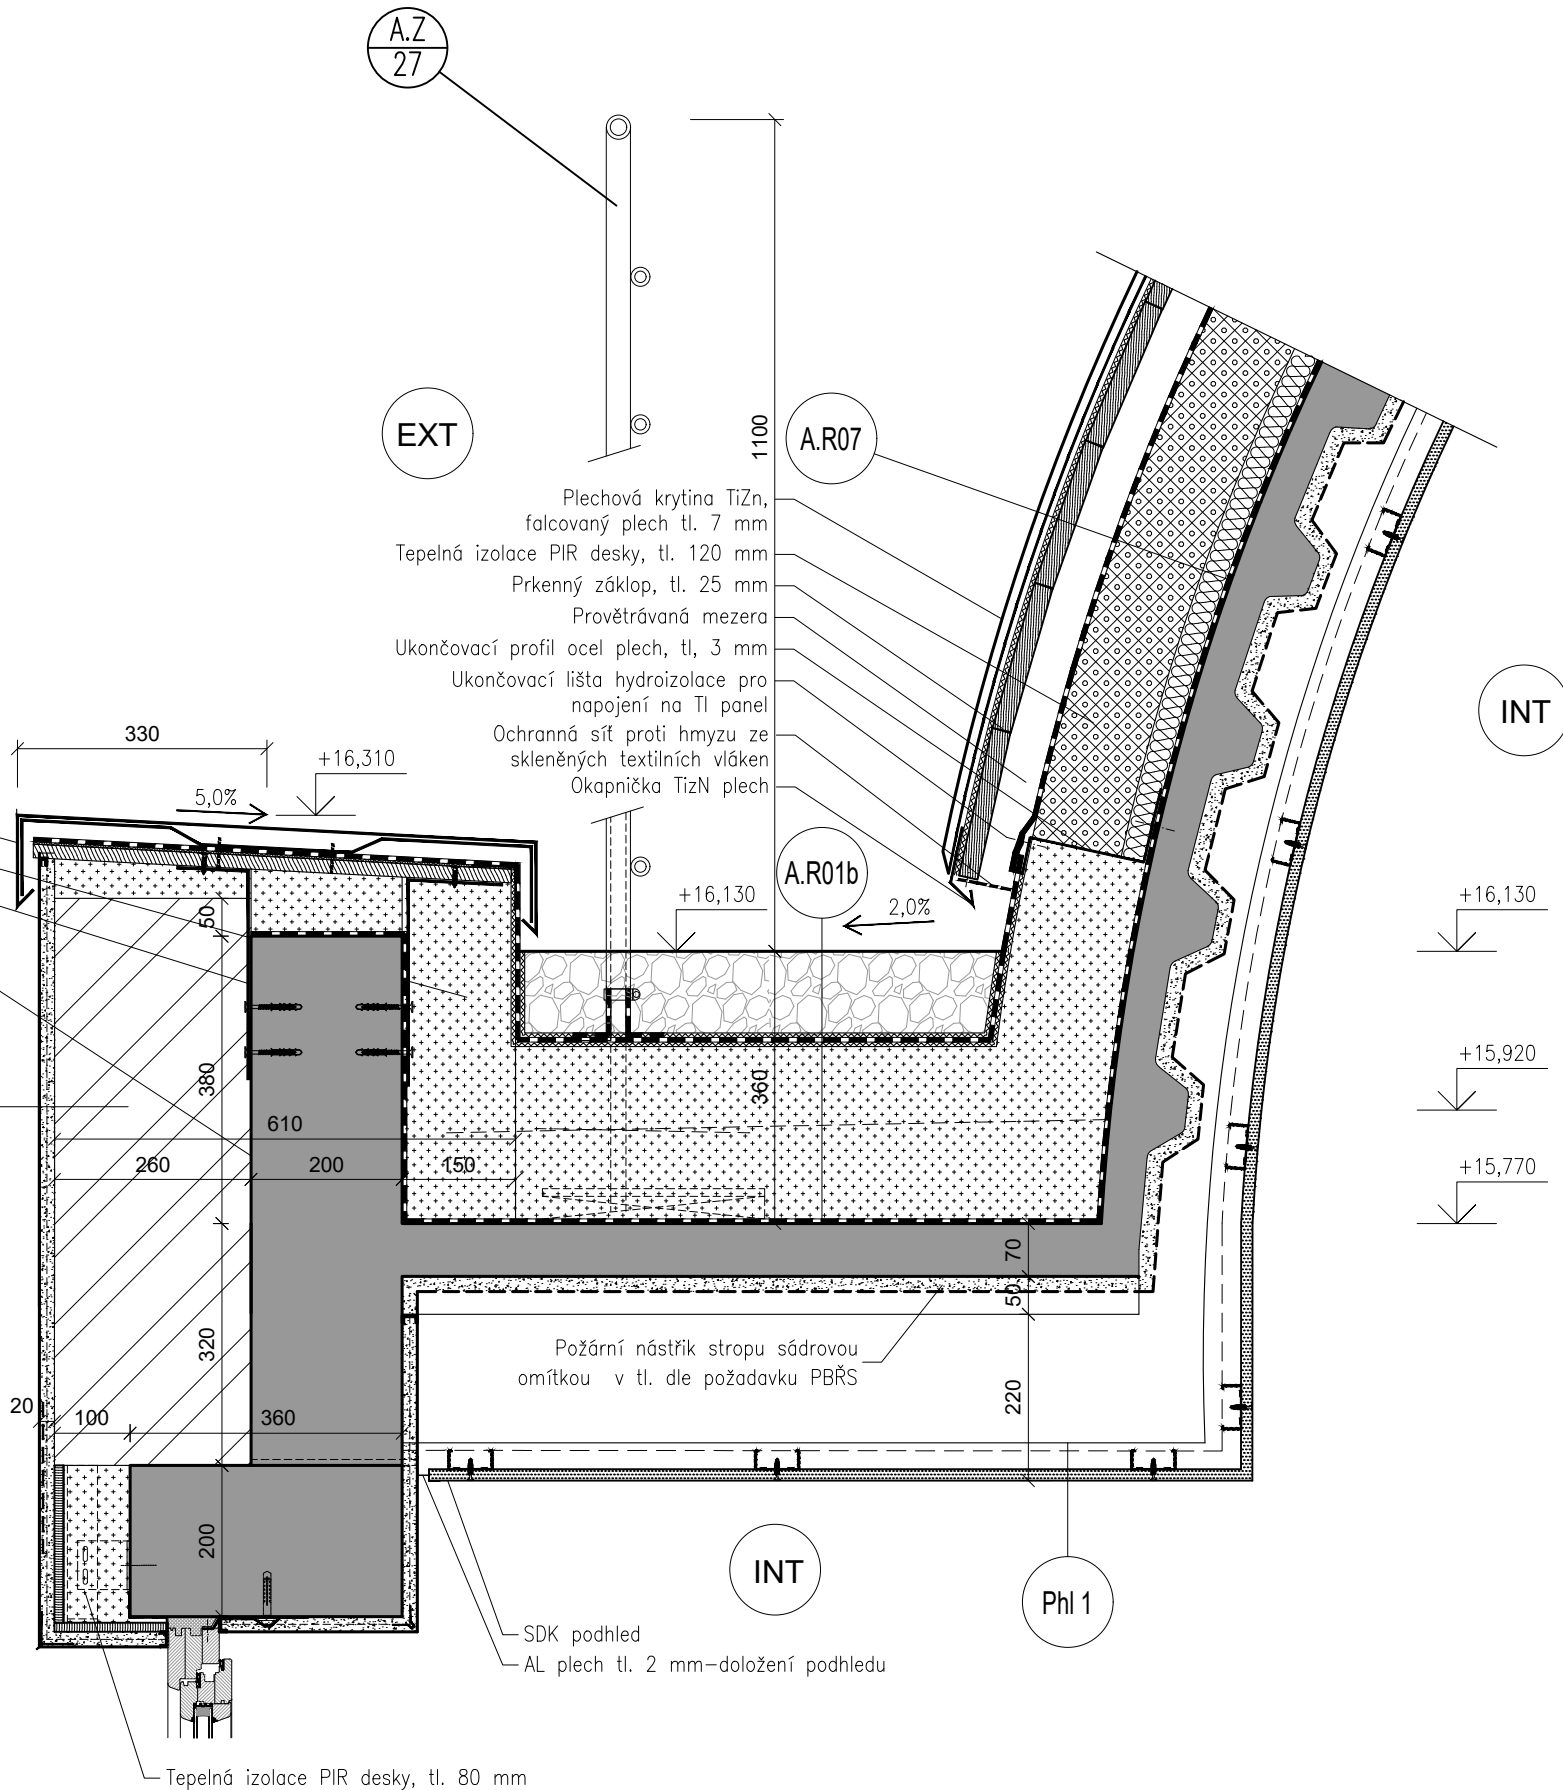 A.Z
27
EXT
1100
A.R07
Plechová krytina TiZn,
falcovaný plech tl. 7 mm
Tepelná izolace PIR desky, tl. 120 mm
Prkenný záklop, tl. 25 mm
Provětrávaná mezera
Ukončovací profil ocel plech, tl, 3 mm
Ukončovací lišta hydroizolace pro
napojení na TI panel
Ochranná síť proti hmyzu ze
skleněných textilních vláken
Okapnička TizN plech
INT
330
+16,310
5,0%
A.R01b
+16,130
2,0%
+16,130
50
380
360
+15,920
610
260
200
150
+15,770
70
50
320
Požární nástřik stropu sádrovou
omítkou v tl. dle požadavku PBŘS
220
20
100
360
200
INT
Phl 1
SDK podhled
AL plech tl. 2 mm-doložení podhledu
Tepelná izolace PIR desky, tl. 80 mm